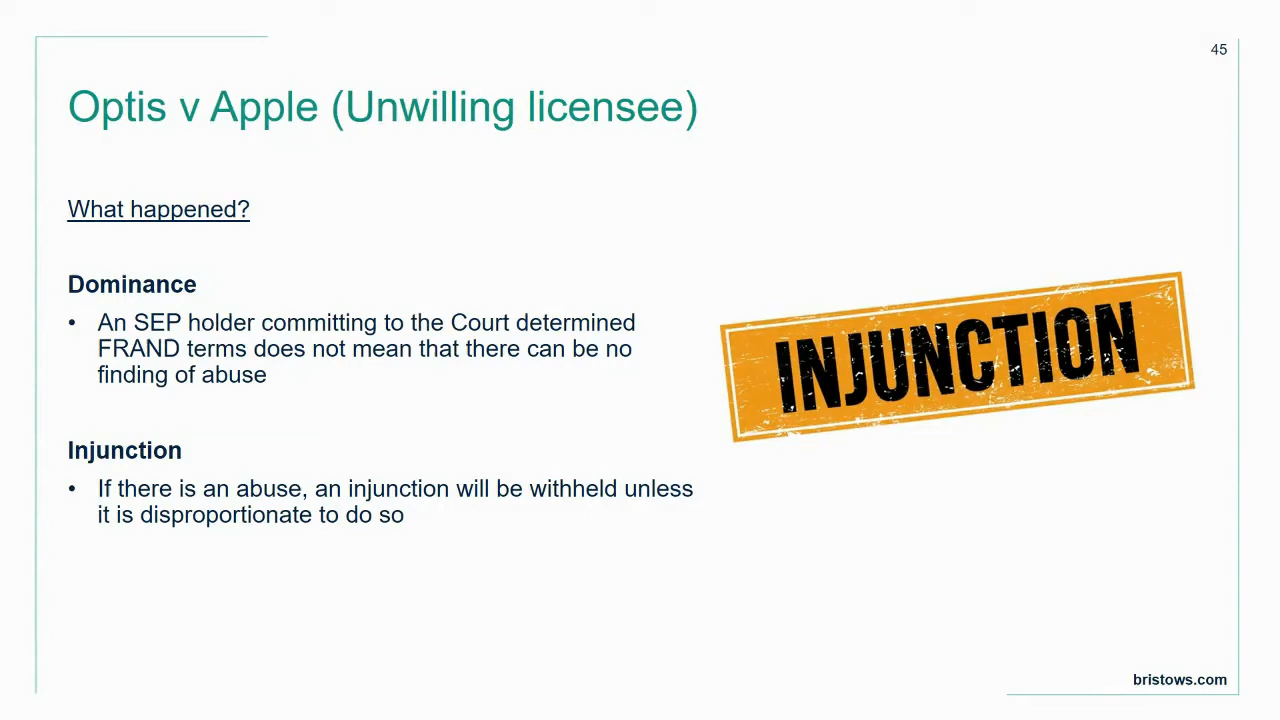 45
Optis v Apple (Unwilling licensee)
What happened?
Dominance
• An SEP holder committing to the Court determined
FRAND terms does not mean that there can be no
finding of abuse
INJUNCTION
Injunction
• If there is an abuse, an injunction will be withheld unless
it is disproportionate to do so
bristows.com